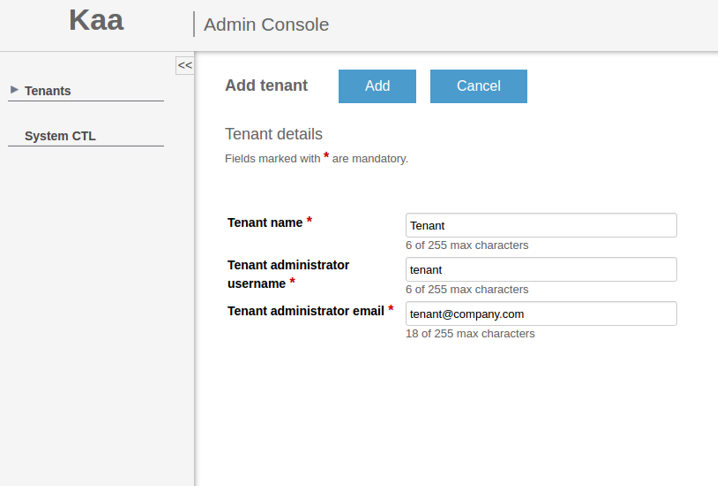 Kaa
Admin Console
<<
Tenants
System CTL
Add tenant
Add
Cancel
Tenant details
Fields marked with * are mandatory.
Tenant name *
Tenant
6 of 255 max characters
Tenant administrator
username *
tenant
6 of 255 max characters
Tenant administrator email *
tenant@company.com
18 of 255 max characters